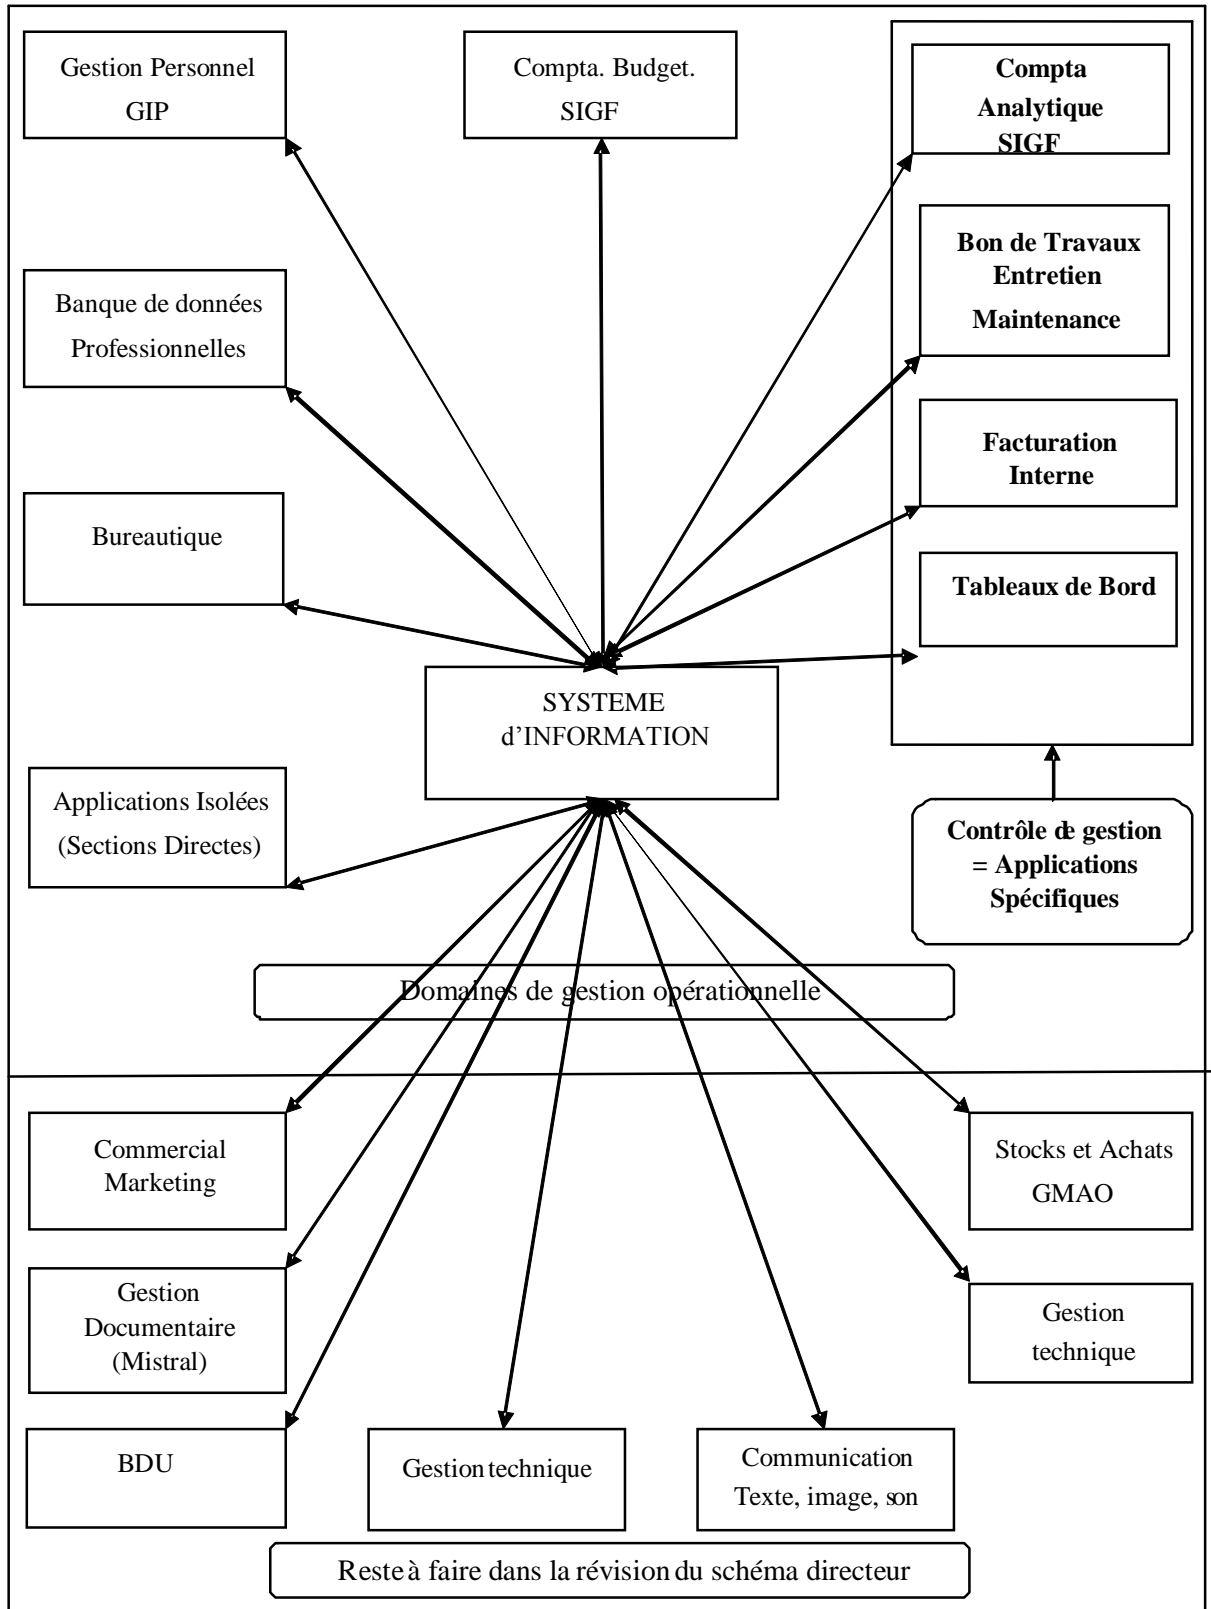 Gestion Personnel
GIP
Compta. Budget.
SIGF
Compta
Analytique
SIGF
Bon de Travaux
Entretien
Maintenance
Banque de données
Professionnelles
Facturation
Interne
Bureautique
Tableaux de Bord
SYSTEME
d’INFORMATION
Applications Isolées
(Sections Directes)
Contrôle de gestion
= Applications
Spécifiques
Domaines de gestion opérationnelle
Commercial
Marketing
Stocks et Achats
GMAO
Gestion
Documentaire
(Mistral)
Gestion
technique
BDU
Gestion technique
Communication
Texte, image, son
Reste à faire dans la révision du schéma directeur